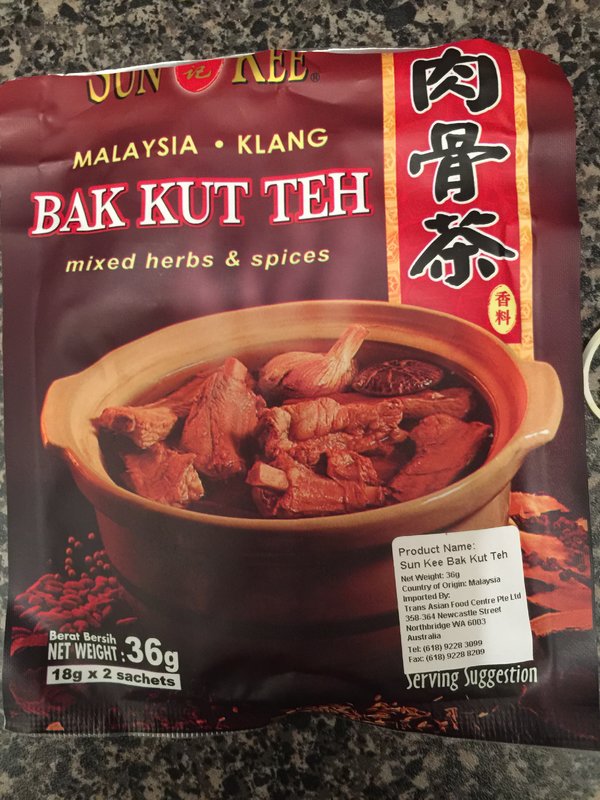 SUN 记 KEE®
MALAYSIA • KLANG
BAK KUT TEH
mixed herbs & spices
肉骨茶
香料
Product Name:
Sun Kee Bak Kut Teh
Net Weight: 36g
Country of Origin: Malaysia
Imported By:
Trans Asian Food Centre Pte Ltd
358-364 Newcastle Street
Northbridge WA 6003
Australia
Tel: (618) 9228 3099
Fax: (618) 9228 8209
Berat Bersih
NET WEIGHT : 36g
18g x 2 sachets
Serving Suggestion